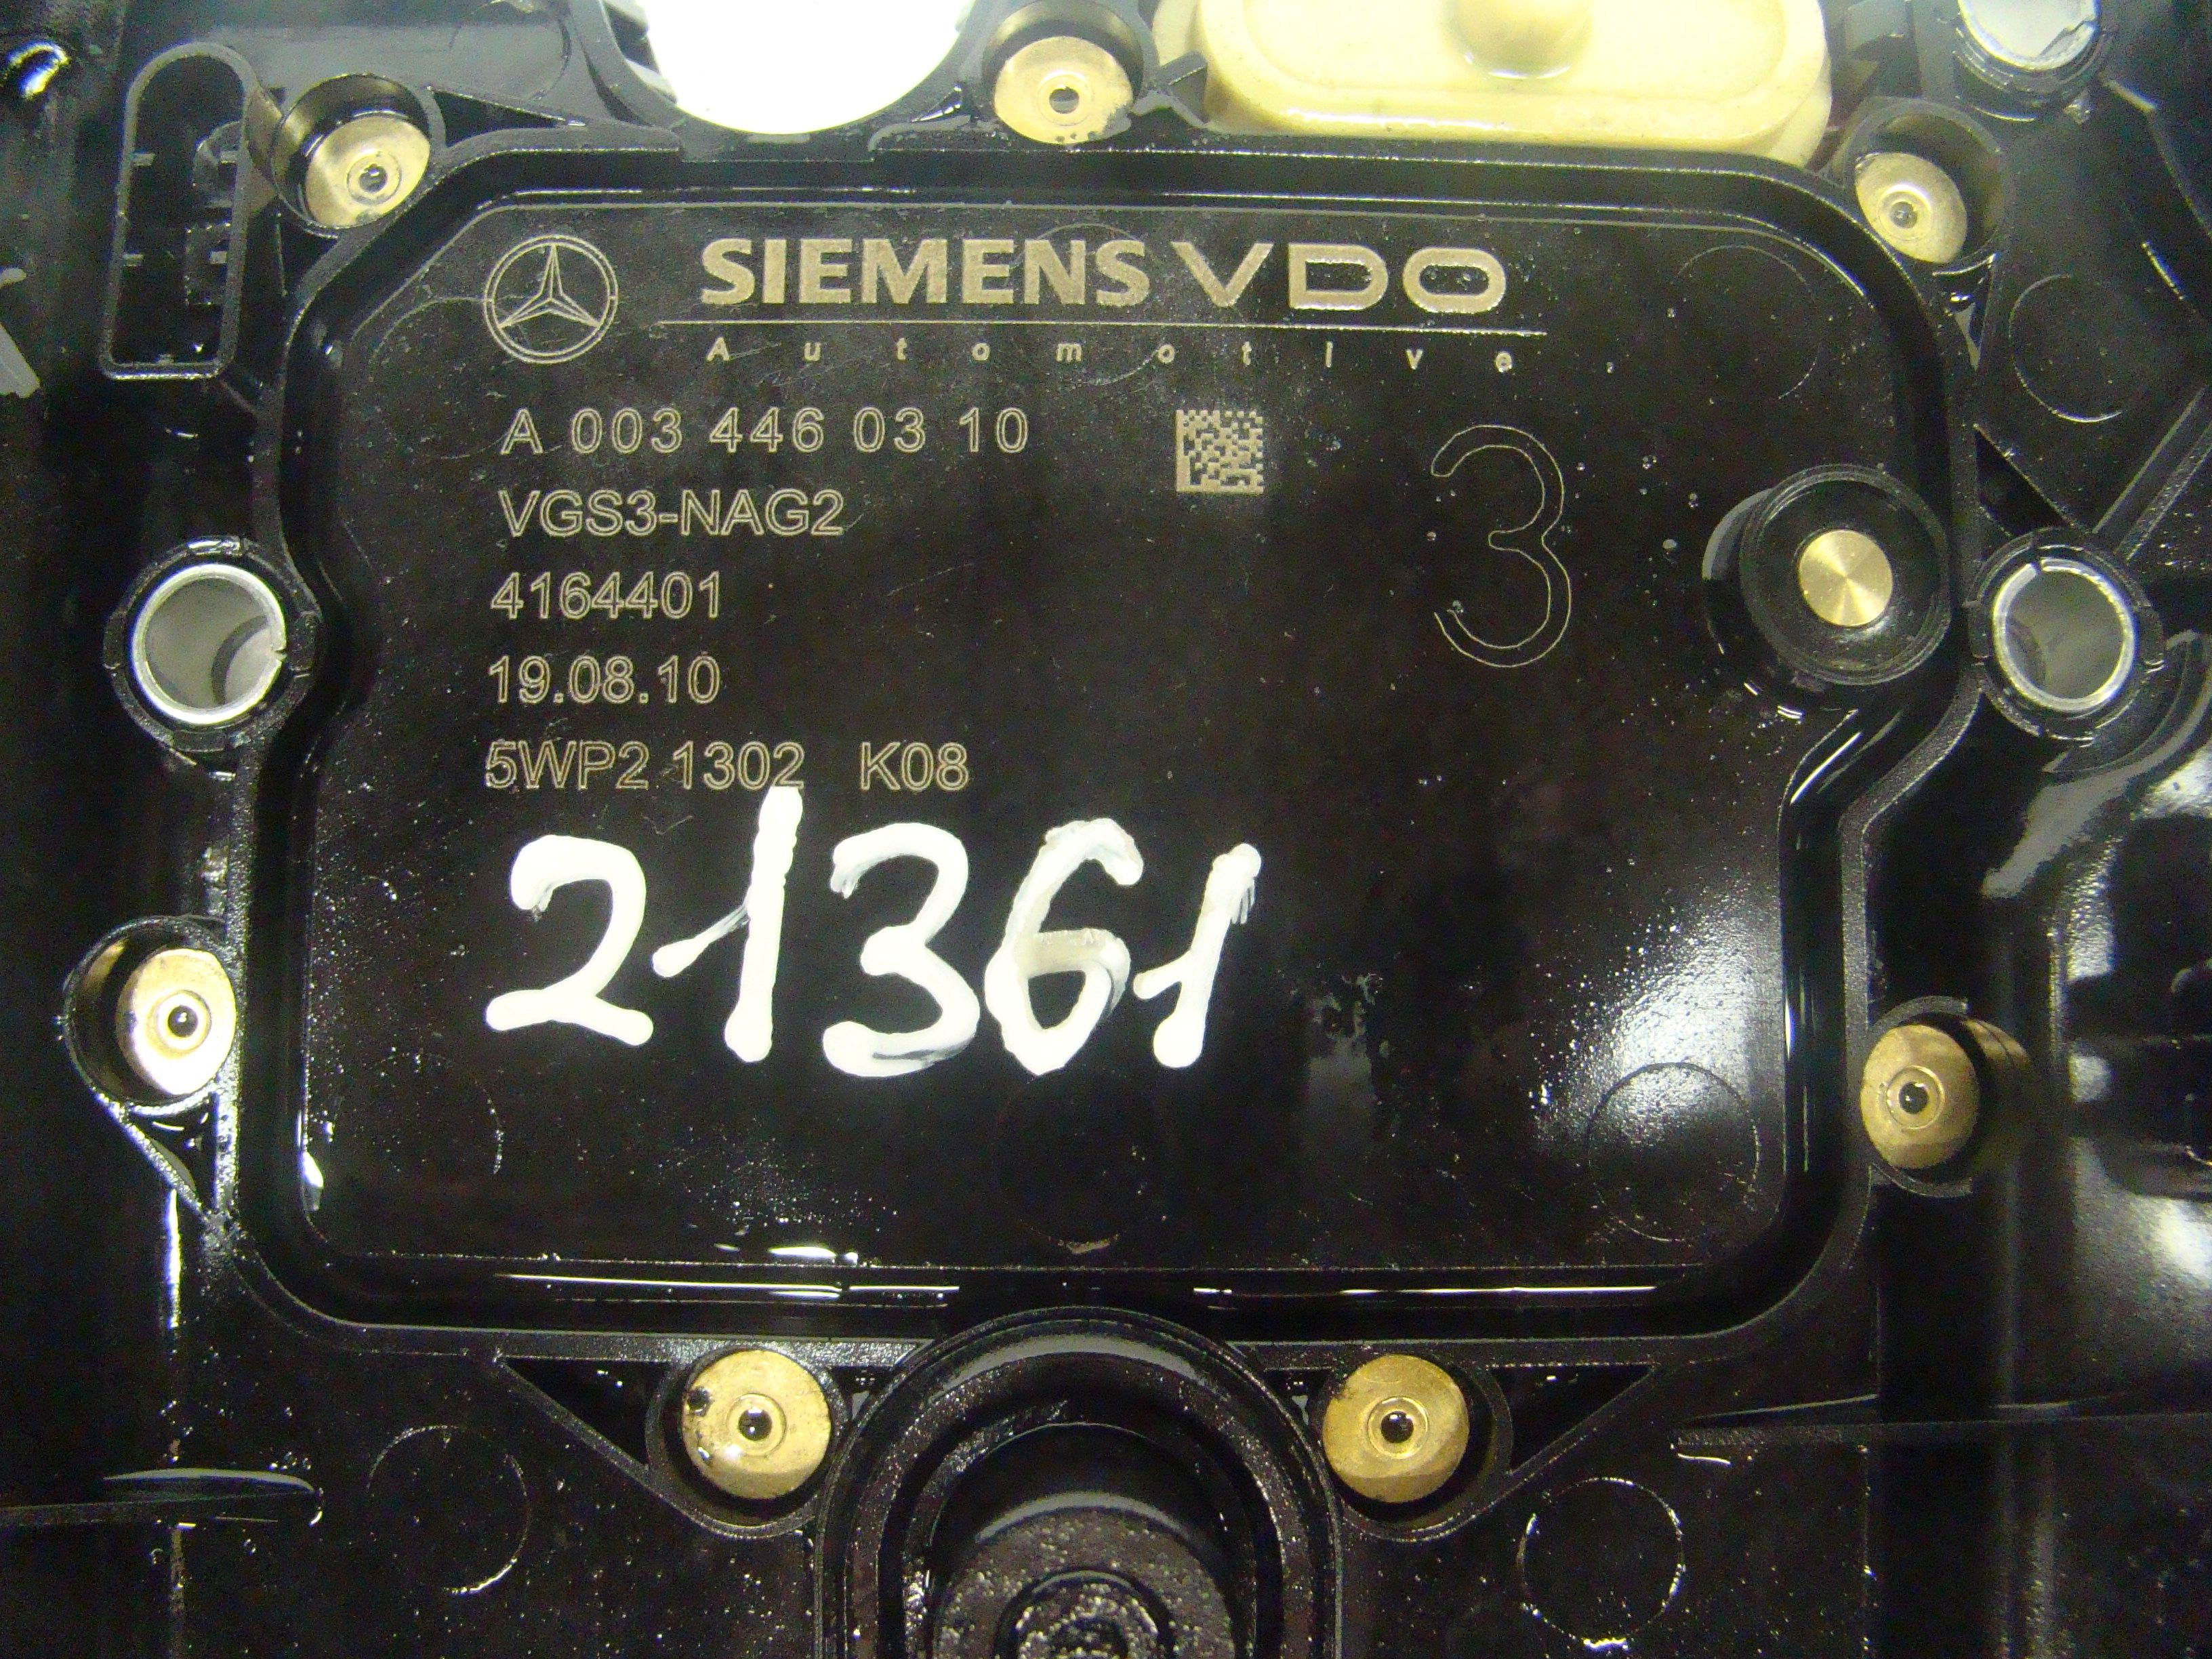 SIEMENS VDO
Automotive
A 003 446 03 10
3
VGS3-NAG2
4164401
19.08.10
5WP2 1302 K08
21361